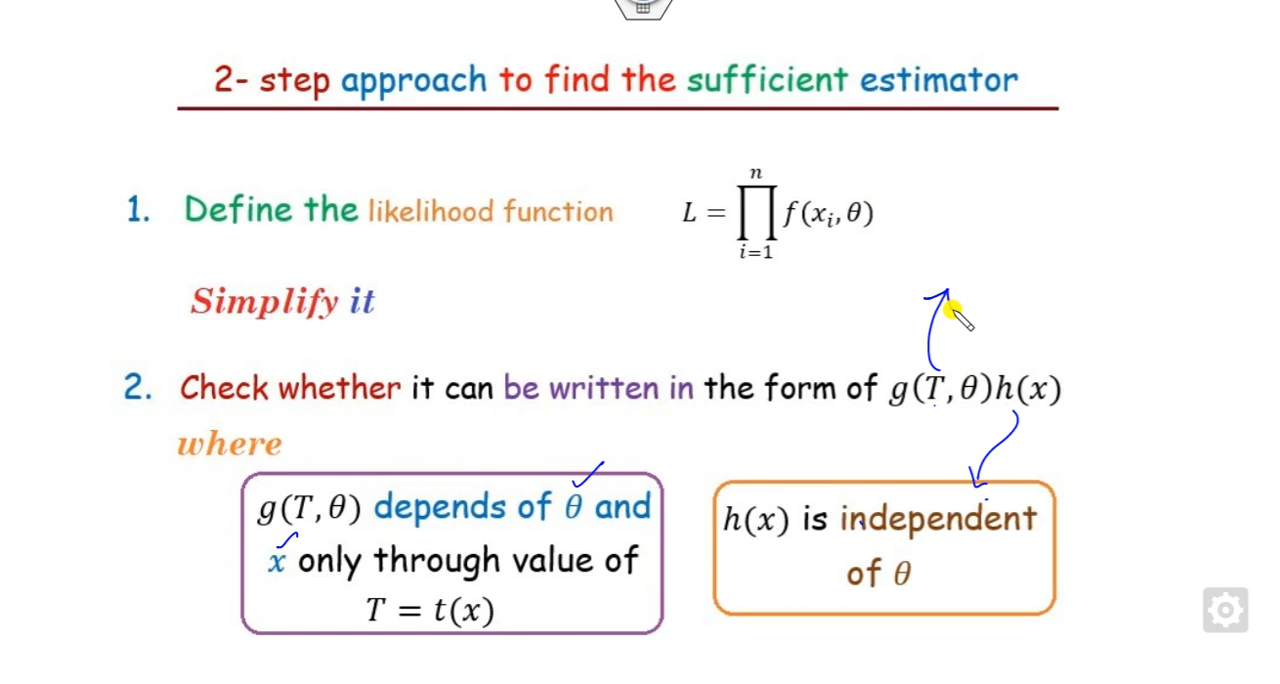 2- step approach to find the sufficient estimator
1. Define the likelihood function L = ∏ⁿᵢ₌₁ f(xᵢ, θ)
Simplify it
2. Check whether it can be written in the form of g(T, θ)h(x)
where
g(T, θ) depends of θ and
x only through value of
T = t(x)
h(x) is independent
of θ